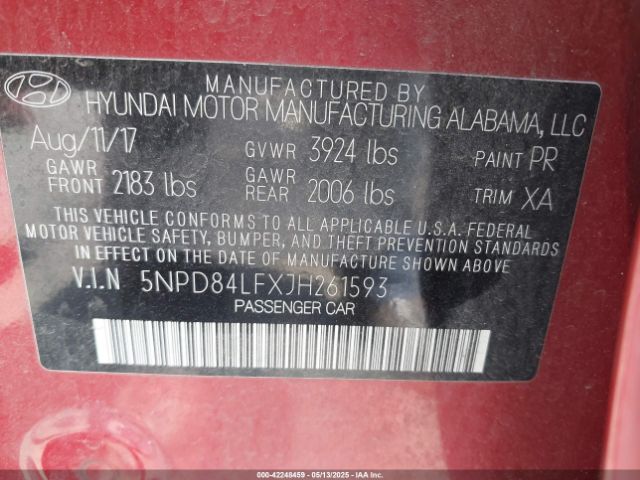 MANUFACTURED BY
HYUNDAI MOTOR MANUFACTURING ALABAMA, LLC
Aug/11/17 GVWR 3924 lbs PAINT PR
GAWR FRONT 2183 lbs GAWR REAR 2006 lbs TRIM XA
THIS VEHICLE CONFORMS TO ALL APPLICABLE U.S.A. FEDERAL
MOTOR VEHICLE SAFETY, BUMPER, AND THEFT PREVENTION STANDARDS
IN EFFECT ON THE DATE OF MANUFACTURE SHOWN ABOVE.
V.I.N 5NPD84LFXJH261593
PASSENGER CAR
000-42248459 | 05/13/2025 - COPYRIGHT © IAA